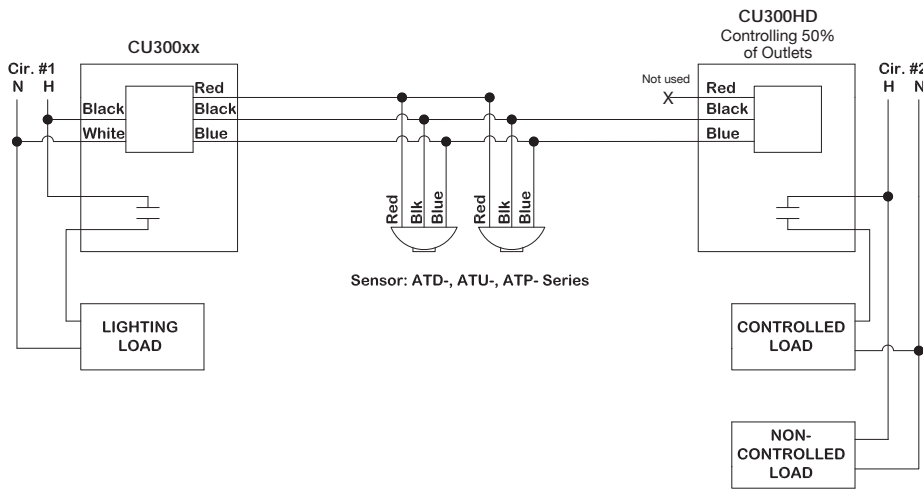 CU300HD
Controlling 50%
of Outlets
CU300xx
Cir. #1
N H
Cir. #2
H N
Red
Black
Black
White
Blue
Not used
X
Red
Black
Blue
Red
Blk
Blue
Red
Blk
Blue
Sensor: ATD-, ATU-, ATP- Series
LIGHTING
LOAD
CONTROLLED
LOAD
NON-
CONTROLLED
LOAD